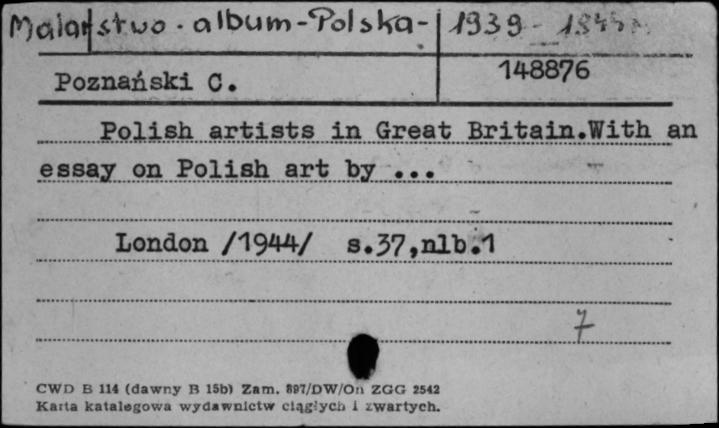 Malarstwo - album - Polska - 1939 - 1944
148876
Poznański C.
Polish artists in Great Britain.With an
essay on Polish art by ...
London /1944/ s.37,nlb.1
7
CWD B 114 (dawny B 15b) Zam. 897/DW/On ZGG 2542
Karta katalogowa wydawnictw ciągłych i zwartych.